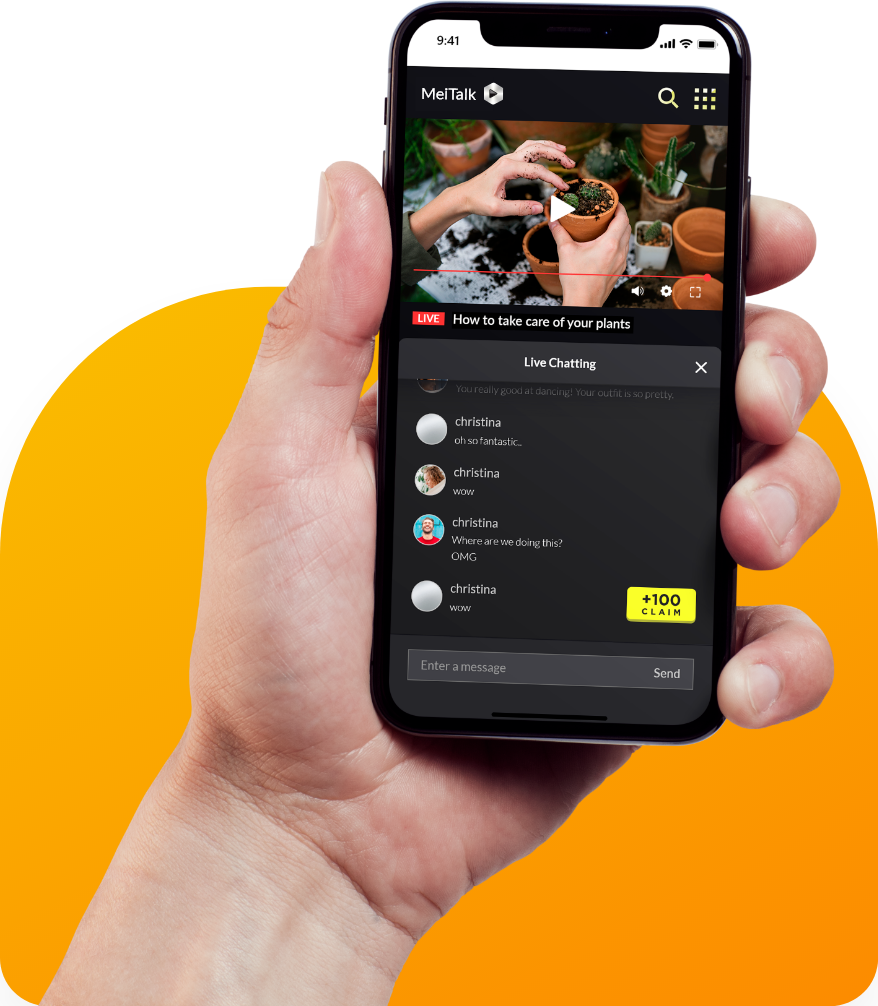 9:41
MeiTalk
LIVE How to take care of your plants
Live Chatting
You really good at dancing! Your outfit is so pretty.
christina
oh so fantastic..
christina
wow
christina
Where are we doing this?
OMG
christina
wow
+100
CLAIM
Enter a message
Send